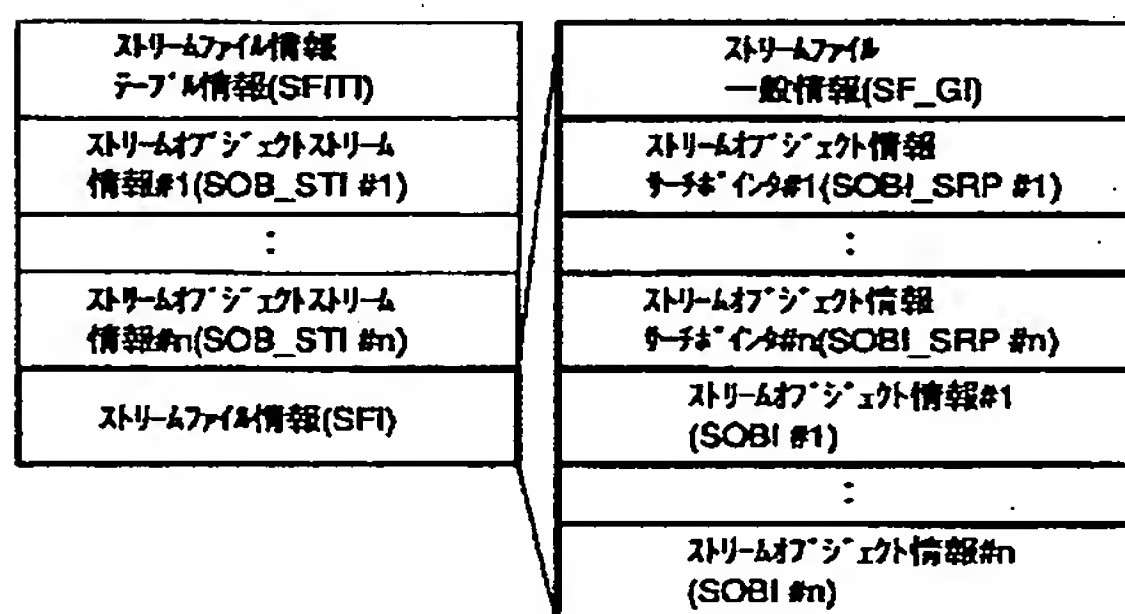 ストリームファイル情報
テーブル情報(SFITI)
ストリームオブジェクトストリーム
情報#1(SOB_STI #1)
:
ストリームオブジェクトストリーム
情報#n(SOB_STI #n)
ストリームファイル情報(SFI)
ストリームファイル
一般情報(SF_GI)
ストリームオブジェクト情報
サーチポインタ#1(SOBI_SRP #1)
:
ストリームオブジェクト情報
サーチポインタ#n(SOBI_SRP #n)
ストリームオブジェクト情報#1
(SOBI #1)
:
ストリームオブジェクト情報#n
(SOBI #n)